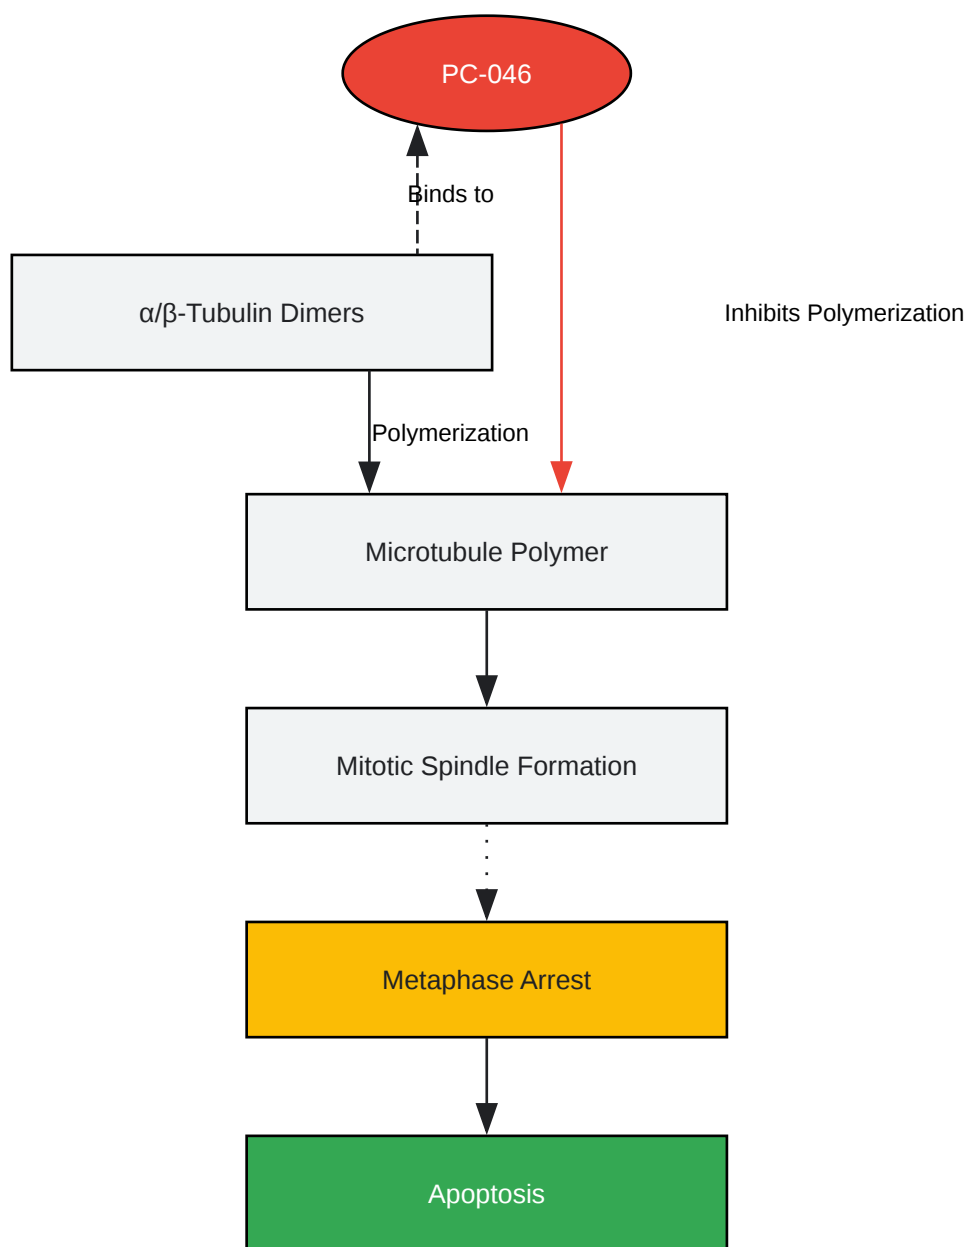 PC-046
Binds to
α/β-Tubulin Dimers
Inhibits Polymerization
Polymerization
Microtubule Polymer
Mitotic Spindle Formation
Metaphase Arrest
Apoptosis